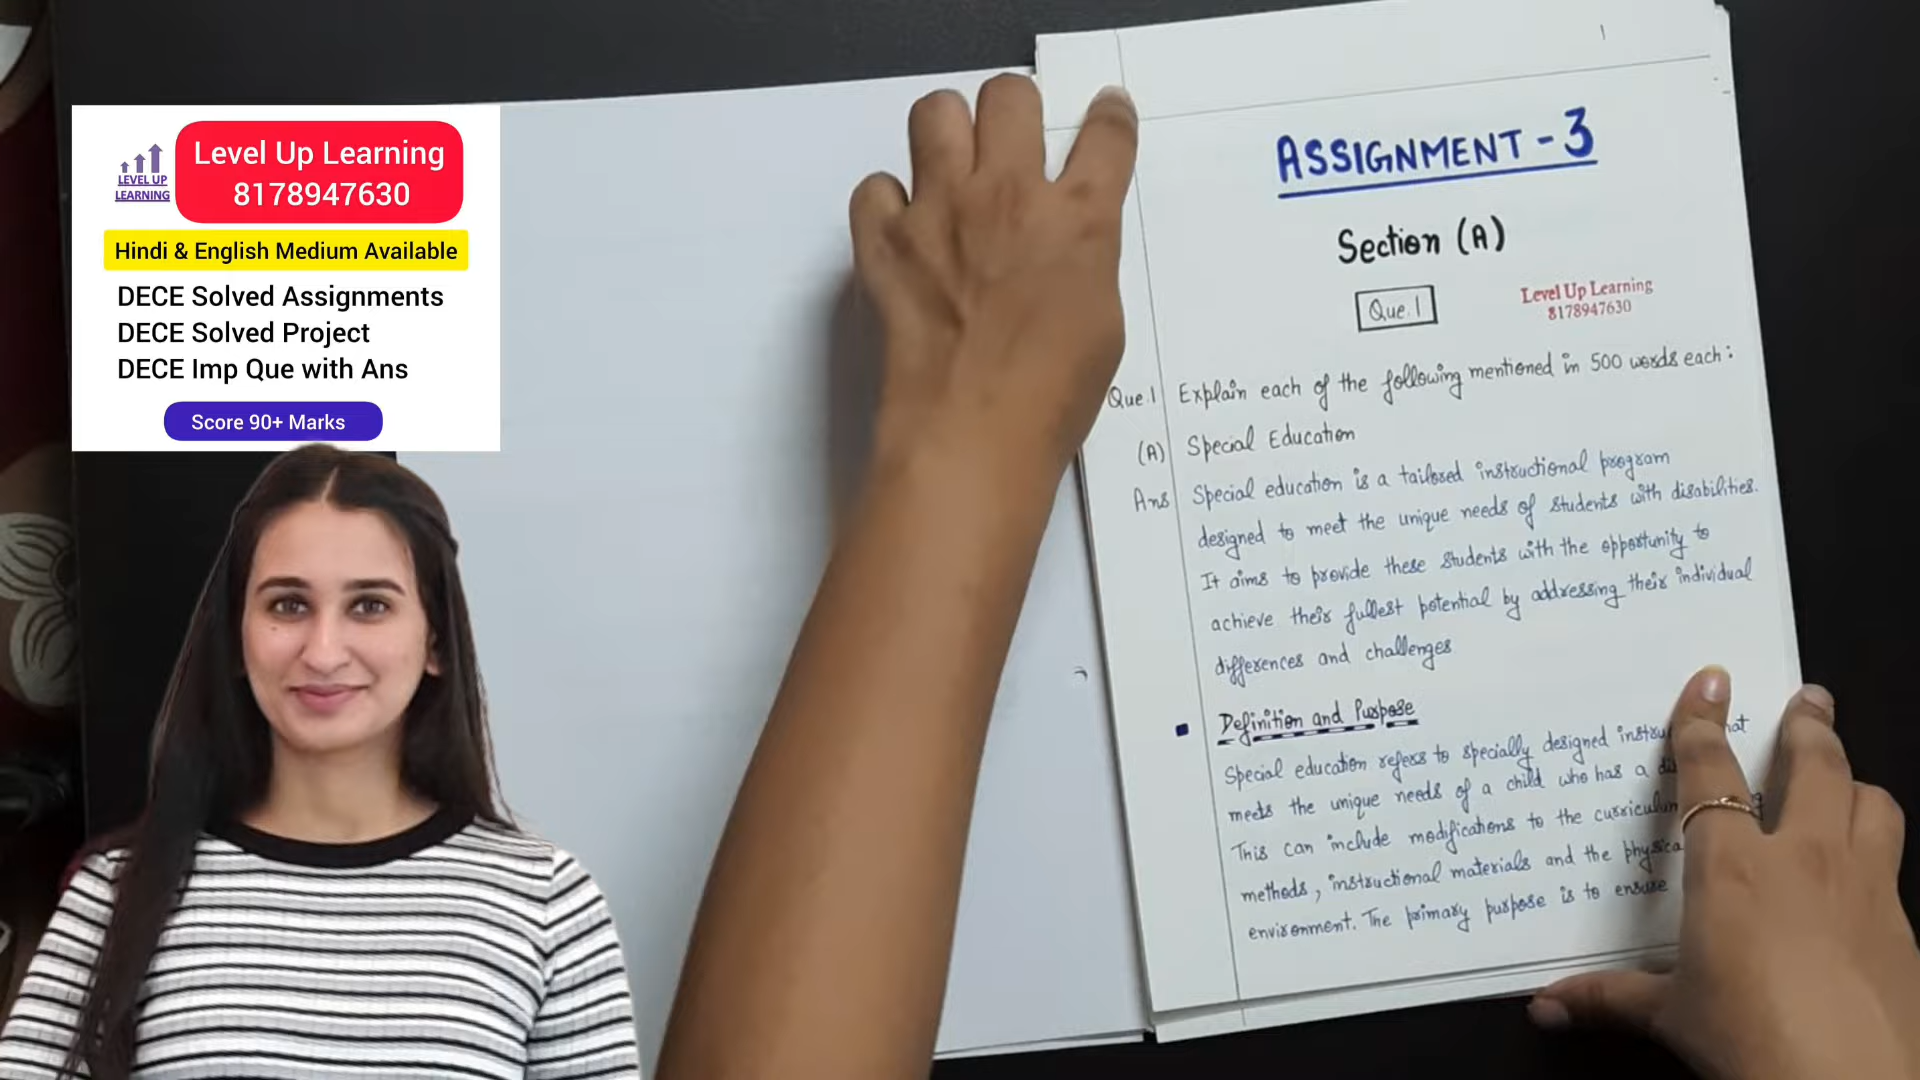 LEVEL UP
LEARNING
Level Up Learning
8178947630
Hindi & English Medium Available
DECE Solved Assignments
DECE Solved Project
DECE Imp Que with Ans
Score 90+ Marks
1
ASSIGNMENT - 3
Section (A)
Que.1
Level Up Learning
8178947630
Que.1 Explain each of the following mentioned in 500 words each:
(A) Special Education
Ans Special education is a tailored instructional program
designed to meet the unique needs of students with disabilities.
It aims to provide these students with the opportunity to
achieve their fullest potential by addressing their individual
differences and challenges
Definition and Purpose
Special education refers to specially designed
meets the unique needs of a child who has a
This can include modifications to the
methods, instructional materials and the
environment. The primary purpose is to ensure